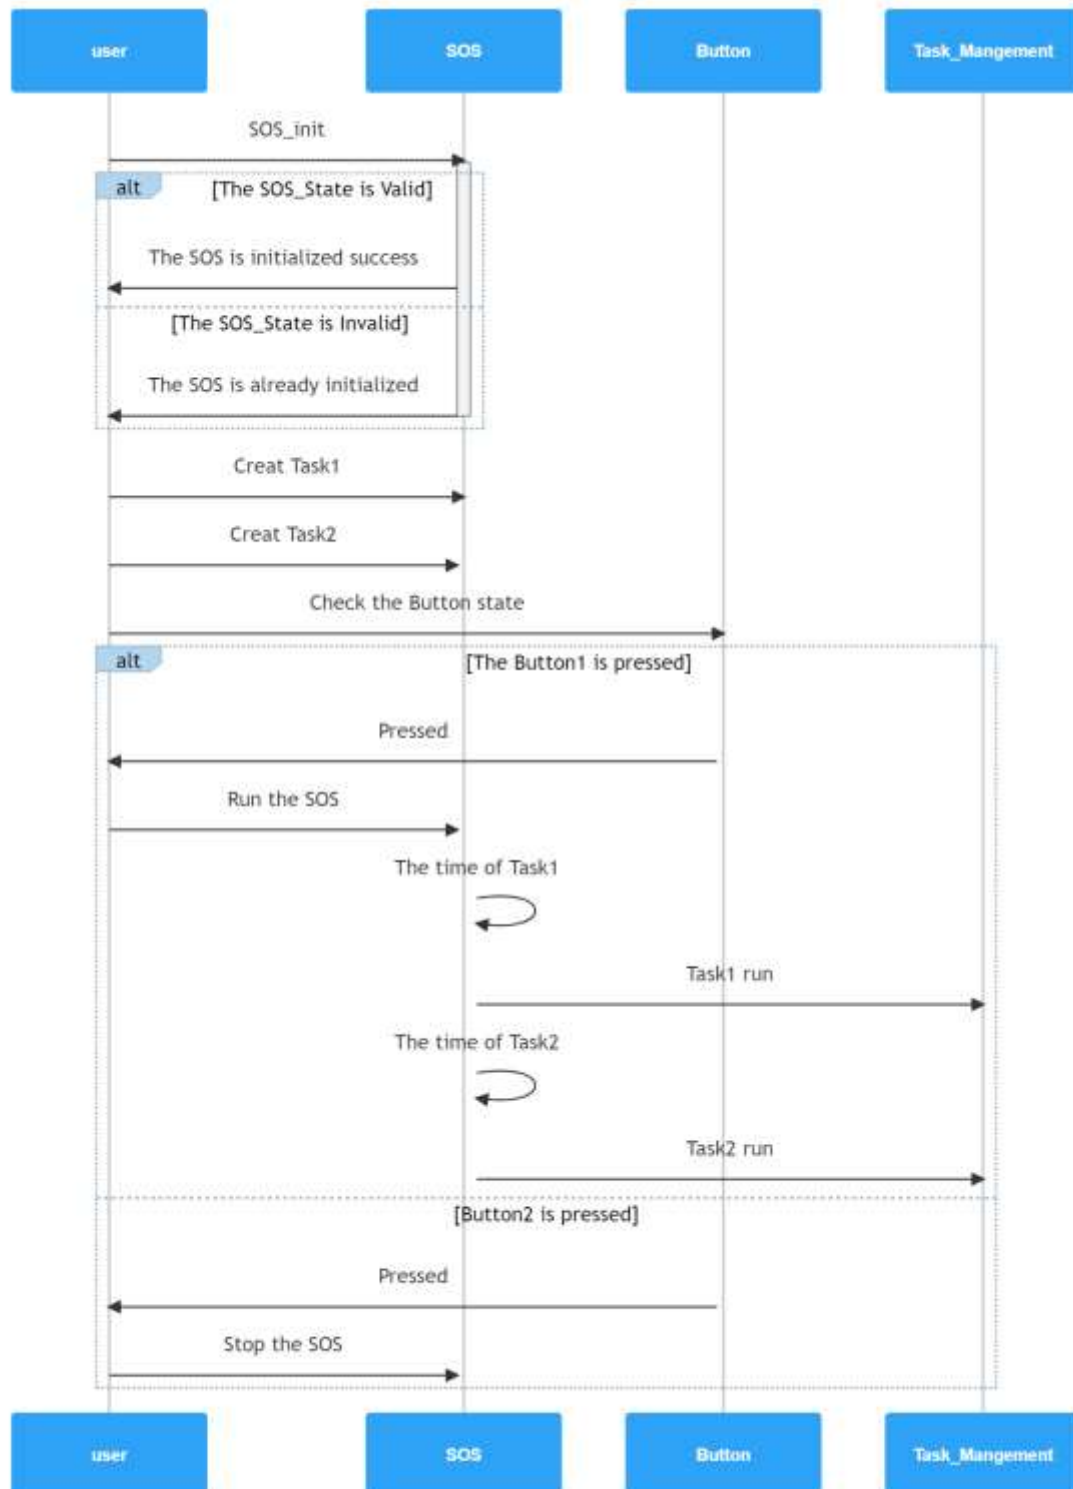 user
SOS
Button
Task_Mangement
SOS_init
alt
[The SOS_State is Valid]
The SOS is initialized success
[The SOS_State is Invalid]
The SOS is already initialized
Creat Task1
Creat Task2
Check the Button state
alt
[The Button1 is pressed]
Pressed
Run the SOS
The time of Task1
Task1 run
The time of Task2
Task2 run
[Button2 is pressed]
Pressed
Stop the SOS
user
SOS
Button
Task_Mangement